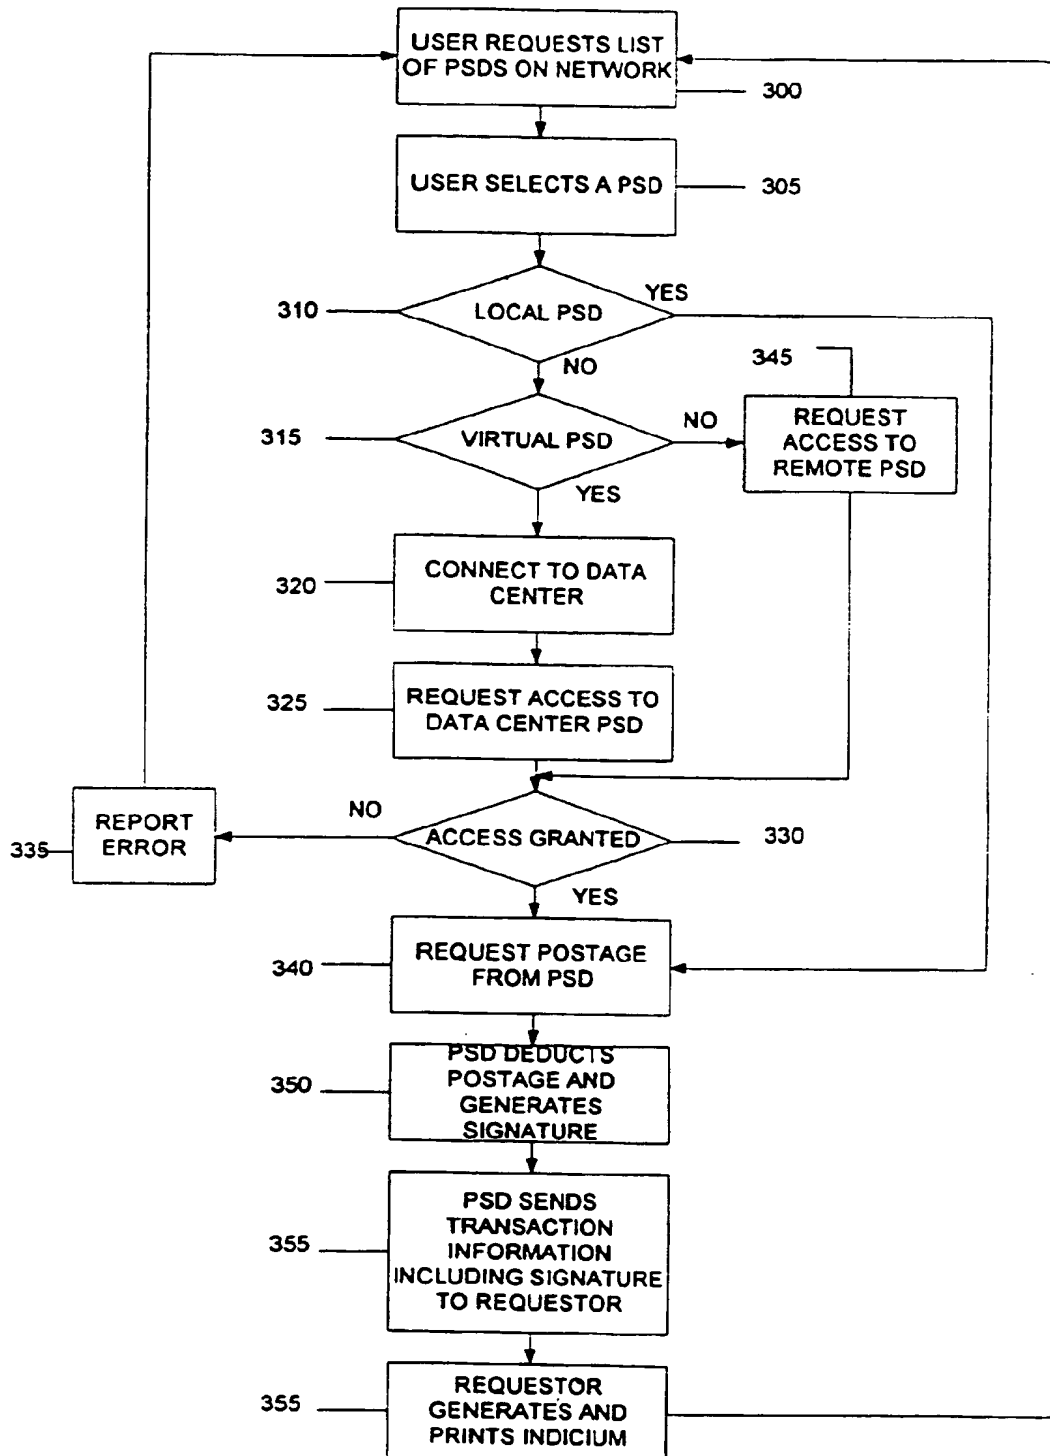 USER REQUESTS LIST
OF PSDS ON NETWORK
300
USER SELECTS A PSD
305
310
LOCAL PSD
YES
NO
345
315
VIRTUAL PSD
NO
REQUEST
ACCESS TO
REMOTE PSD
YES
320
CONNECT TO DATA
CENTER
325
REQUEST ACCESS TO
DATA CENTER PSD
REPORT
ERROR
335
NO
ACCESS GRANTED
330
YES
340
REQUEST POSTAGE
FROM PSD
350
PSD DEDUCTS
POSTAGE AND
GENERATES
SIGNATURE
355
PSD SENDS
TRANSACTION
INFORMATION
INCLUDING SIGNATURE
TO REQUESTOR
355
REQUESTOR
GENERATES AND
PRINTS INDICIUM